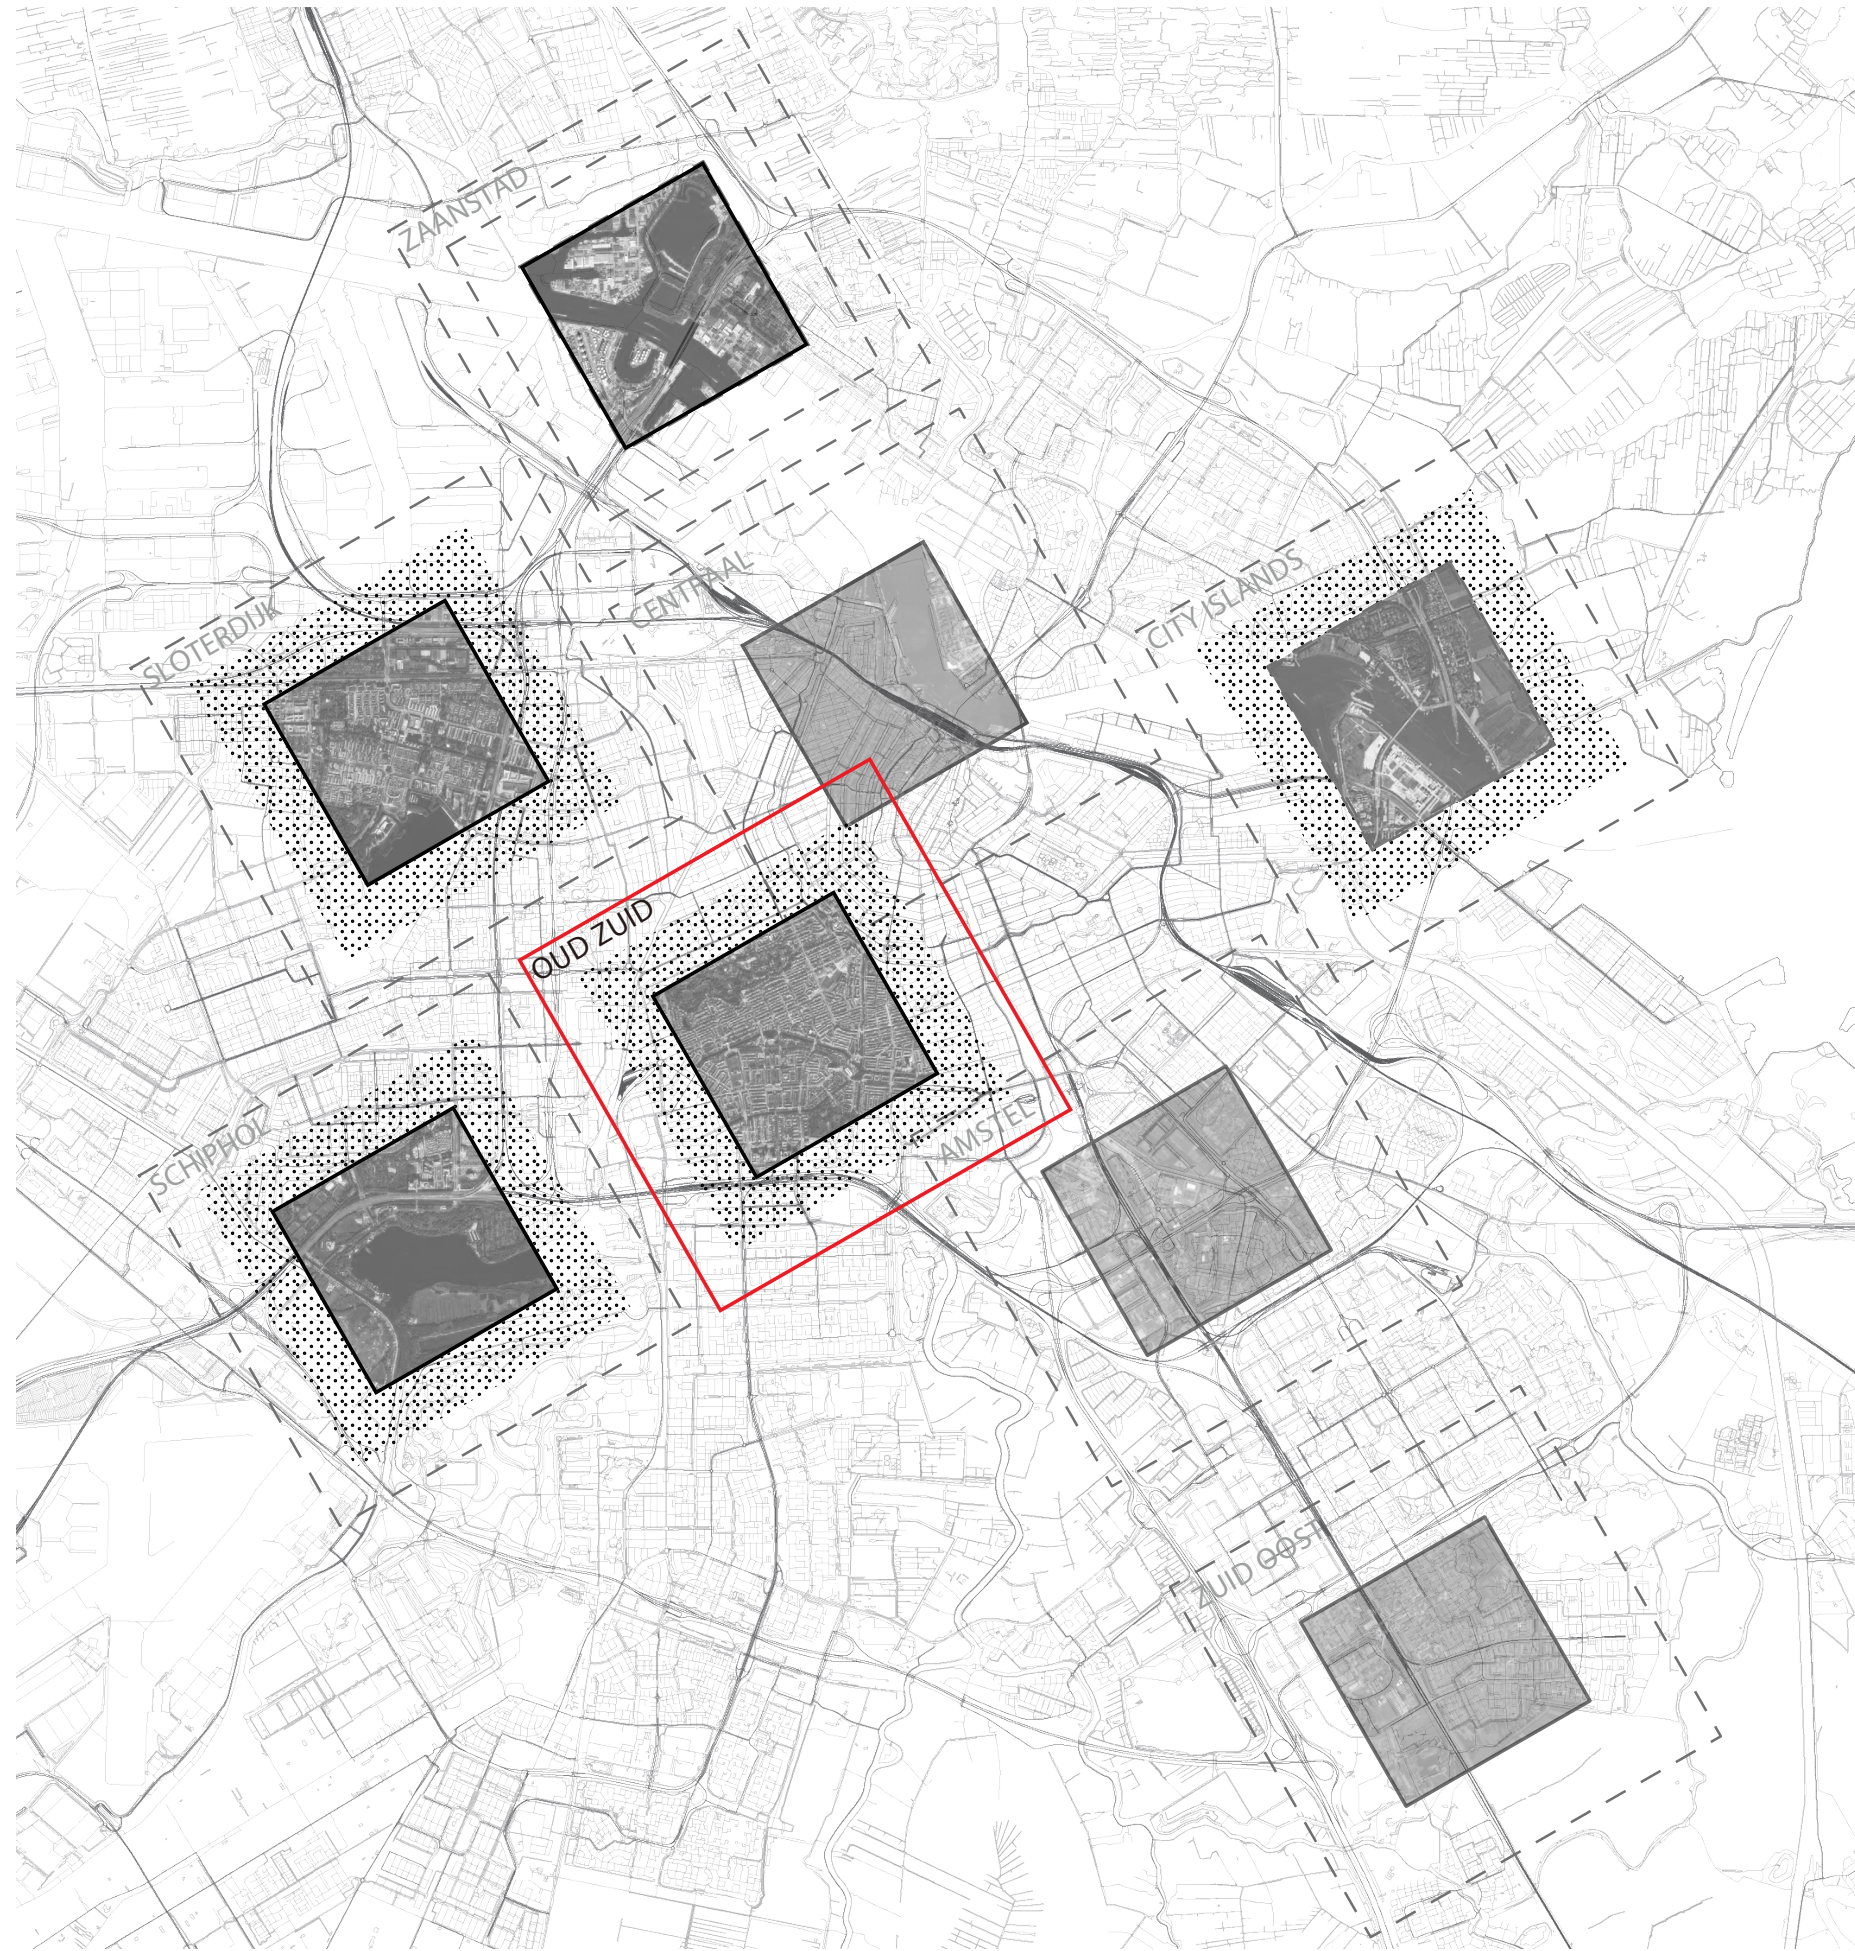 ZAANSTAD
CENTRAAL
CITY ISLANDS
SLOTERDIJK
OUD ZUID
SCHIPHOL
AMSTEL
ZUID OOST